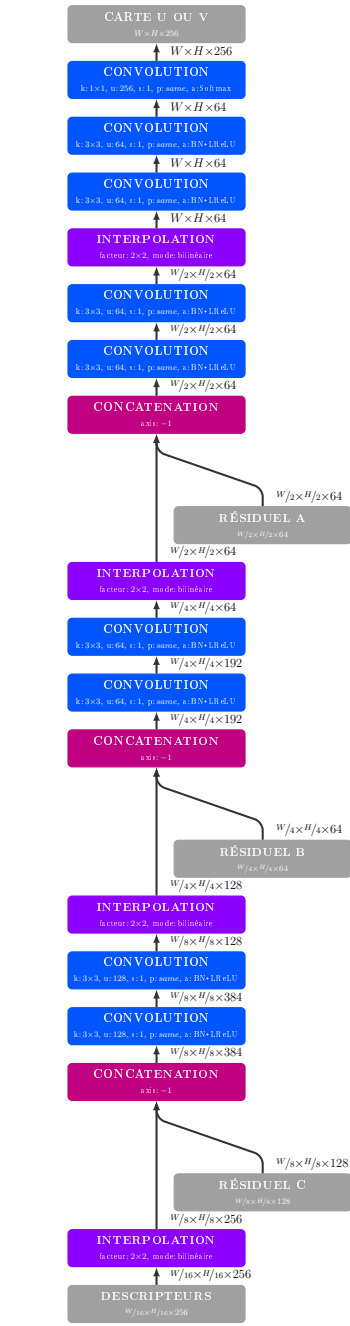 CARTE U OU V
W×H×256
W×H×256
CONVOLUTION
k: 1×1, u: 256, s: 1, p: same, a: Softmax
W×H×64
CONVOLUTION
k: 3×3, u: 64, s: 1, p: same, a: BN+LReLU
W×H×64
CONVOLUTION
k: 3×3, u: 64, s: 1, p: same, a: BN+LReLU
W×H×64
INTERPOLATION
facteur: 2×2, mode: bilinéaire
W/2×H/2×64
CONVOLUTION
k: 3×3, u: 64, s: 1, p: same, a: BN+LReLU
W/2×H/2×64
CONVOLUTION
k: 3×3, u: 64, s: 1, p: same, a: BN+LReLU
W/2×H/2×64
CONCATENATION
axis: −1
W/2×H/2×64
RÉSIDUEL A
W/2×H/2×64
W/2×H/2×64
INTERPOLATION
facteur: 2×2, mode: bilinéaire
W/4×H/4×64
CONVOLUTION
k: 3×3, u: 64, s: 1, p: same, a: BN+LReLU
W/4×H/4×192
CONVOLUTION
k: 3×3, u: 64, s: 1, p: same, a: BN+LReLU
W/4×H/4×192
CONCATENATION
axis: −1
W/4×H/4×64
RÉSIDUEL B
W/4×H/4×64
W/4×H/4×128
INTERPOLATION
facteur: 2×2, mode: bilinéaire
W/8×H/8×128
CONVOLUTION
k: 3×3, u: 128, s: 1, p: same, a: BN+LReLU
W/8×H/8×384
CONVOLUTION
k: 3×3, u: 128, s: 1, p: same, a: BN+LReLU
W/8×H/8×384
CONCATENATION
axis: −1
W/8×H/8×128
RÉSIDUEL C
W/8×H/8×128
W/8×H/8×256
INTERPOLATION
facteur: 2×2, mode: bilinéaire
W/16×H/16×256
DESCRIPTEURS
W/16×H/16×256